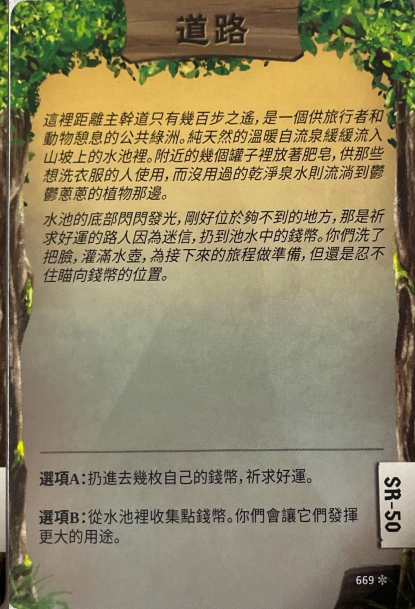 道路
這裡距離主幹道只有幾百步之遙，是一個供旅行者和
動物憩息的公共綠洲。純天然的溫暖自流泉緩緩流入
山坡上的水池裡。附近的幾個罐子裡放著肥皂，供那些
想洗衣服的人使用，而沒用過的乾淨泉水則流淌到鬱
鬱蔥蔥的植物那邊。
水池的底部閃閃發光，剛好位於夠不到的地方，那是祈
求好運的路人因為迷信，扔到池水中的錢幣。你們洗了
把臉，灌滿水壺，為接下來的旅程做準備，但還是忍不
住瞄向錢幣的位置。
選項A：扔進去幾枚自己的錢幣，祈求好運。
選項B：從水池裡收集點錢幣。你們會讓它們發揮
更大的用途。
SR-50
669